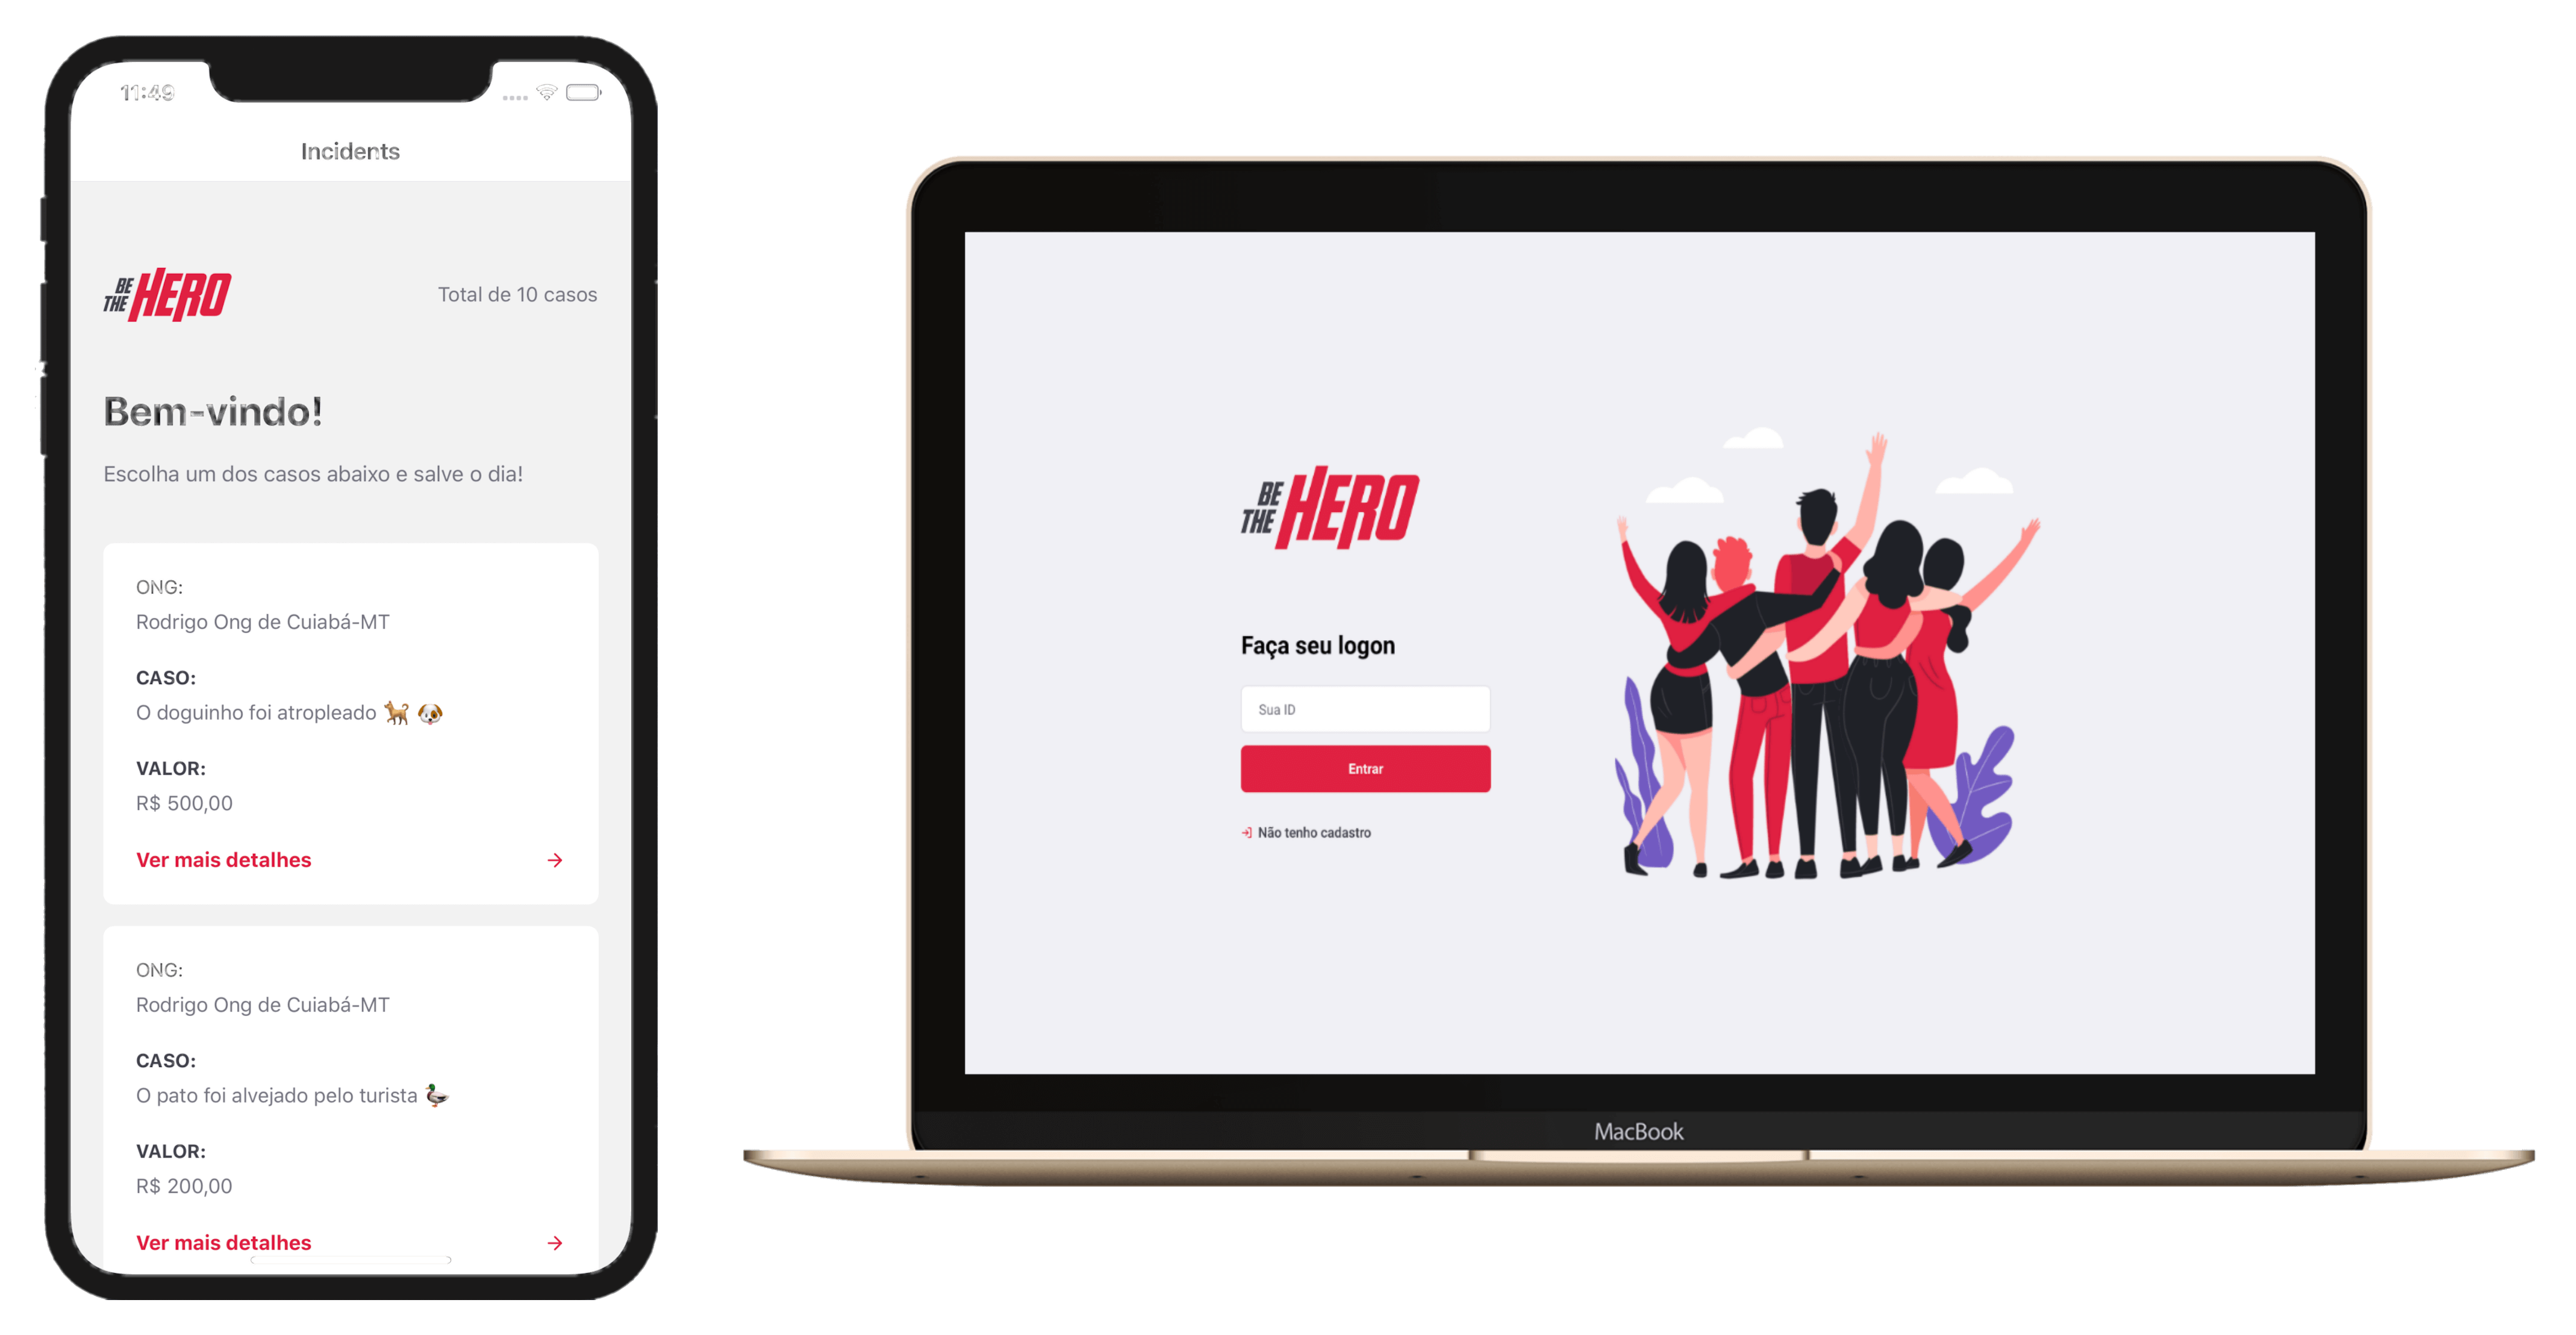 11:49
Incidents
BE THE HERO
Total de 10 casos
Bem-vindo!
Escolha um dos casos abaixo e salve o dia!
ONG:
Rodrigo Ong de Cuiabá-MT
CASO:
O doguinho foi atropleado 🐕 🐶
VALOR:
R$ 500,00
Ver mais detalhes →
ONG:
Rodrigo Ong de Cuiabá-MT
CASO:
O pato foi alvejado pelo turista 🦆
VALOR:
R$ 200,00
Ver mais detalhes →
BE THE HERO
Faça seu logon
Sua ID
Entrar
Não tenho cadastro
MacBook